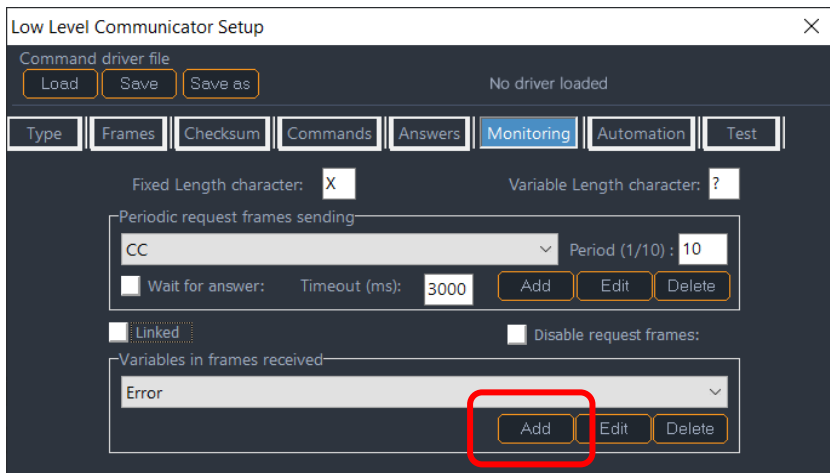 Low Level Communicator Setup
Command driver file
Load Save Save as No driver loaded
Type Frames Checksum Commands Answers Monitoring Automation Test
Fixed Length character: X Variable Length character: ?
Periodic request frames sending
CC Period (1/10) : 10
Wait for answer: Timeout (ms): 3000 Add Edit Delete
Linked Disable request frames:
Variables in frames received
Error
Add Edit Delete